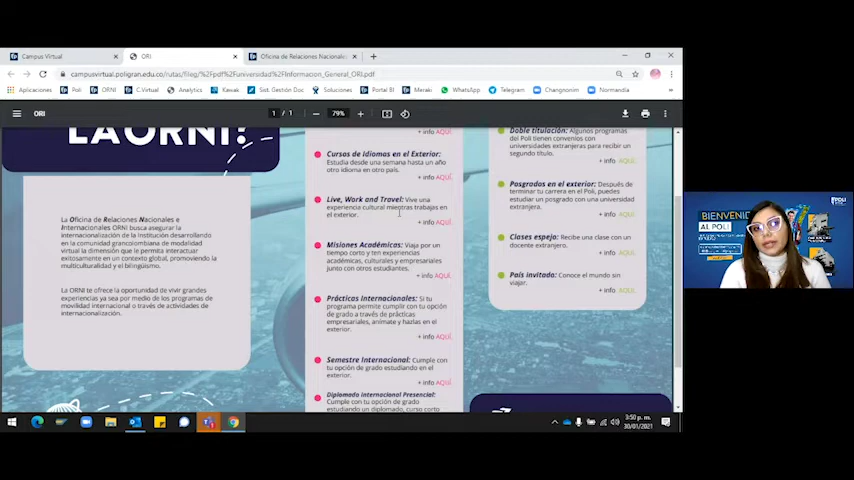 Campus Virtual
ORI
Oficina de Relaciones Nacionales
campusvirtual.poligran.edu.co/rutas/fileg/%2Fpdf%2Funiversidad%2FInformacion_General_ORI.pdf
Aplicaciones
Poli
ORNI
C.Virtual
Analytics
Kawak
Sist. Gestión Doc
Soluciones
Portal BI
Meraki
WhatsApp
Telegram
Changnonim
Normandia
ORI
1 / 1
79%
LAORNI?
La Oficina de Relaciones Nacionales e
Internacionales ORNI busca asegurar la
internacionalización de la Institución desarrollando
en la comunidad grancolombiana de modalidad
virtual la dimensión que le permita interactuar
exitosamente en un contexto global, promoviendo la
multiculturalidad y el bilingüismo.
La ORNI te ofrece la oportunidad de vivir grandes
experiencias ya sea por medio de los programas de
movilidad internacional o través de actividades de
internacionalización.
+ info AQUÍ.
Cursos de Idiomas en el Exterior:
Estudia desde una semana hasta un año
otro idioma en otro país.
+ info AQUÍ.
Live, Work and Travel: Vive una
experiencia cultural mientras trabajas en
el exterior.
+ info AQUÍ.
Misiones Académicas: Viaja por un
tiempo corto y ten experiencias
académicas, culturales y empresariales
junto con otros estudiantes.
+ info AQUÍ.
Prácticas Internacionales: Si tu
programa permite cumplir con tu opción
de grado a través de prácticas
empresariales, anímate y hazlas en el
exterior.
+ info AQUÍ.
Semestre Internacional: Cumple con
tu opción de grado estudiando en el
exterior.
+ info AQUÍ.
Diplomado Internacional Presencial:
Cumple con tu opción de grado
estudiando un diplomado, curso corto
Doble titulación: Algunos programas
del Poli tienen convenios con
universidades extranjeras para recibir un
segundo título.
+ info AQUÍ.
Posgrados en el exterior: Después de
terminar tu carrera en el Poli, puedes
estudiar un posgrado con una universidad
extranjera.
+ info AQUÍ.
Clases espejo: Recibe una clase con un
docente extranjero.
+ info AQUÍ.
País invitado: Conoce el mundo sin
viajar.
+ info AQUÍ.
BIENVENID
AL POLI
POLI
3:50 p. m.
30/01/2021